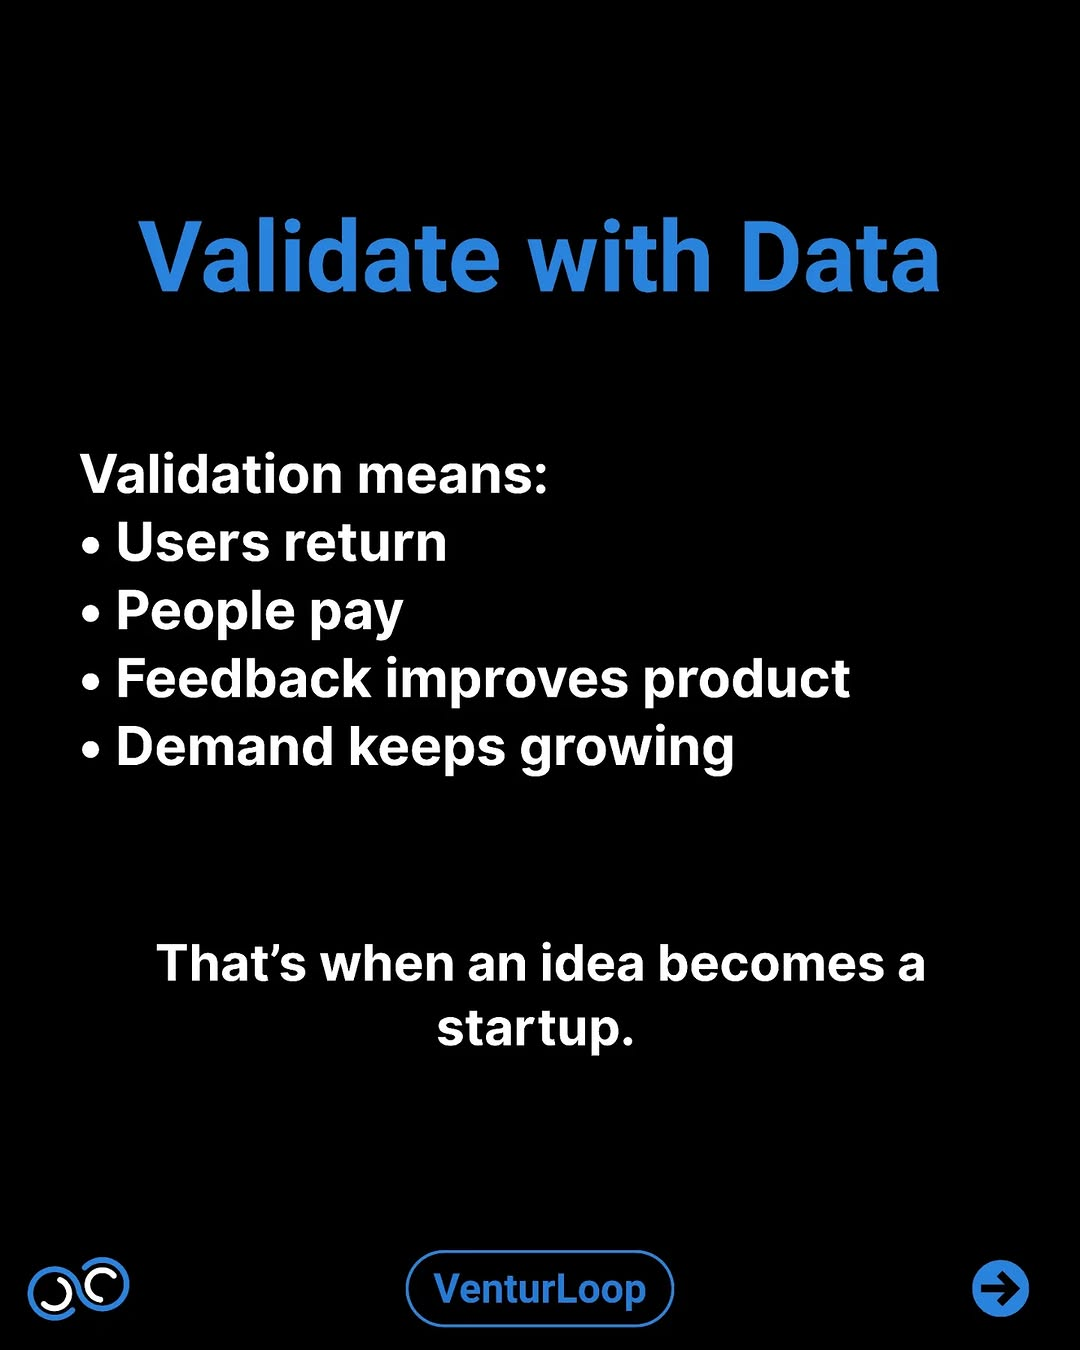 Validate with Data
Validation means:
• Users return
• People pay
• Feedback improves product
• Demand keeps growing
That’s when an idea becomes a
startup.
VenturLoop